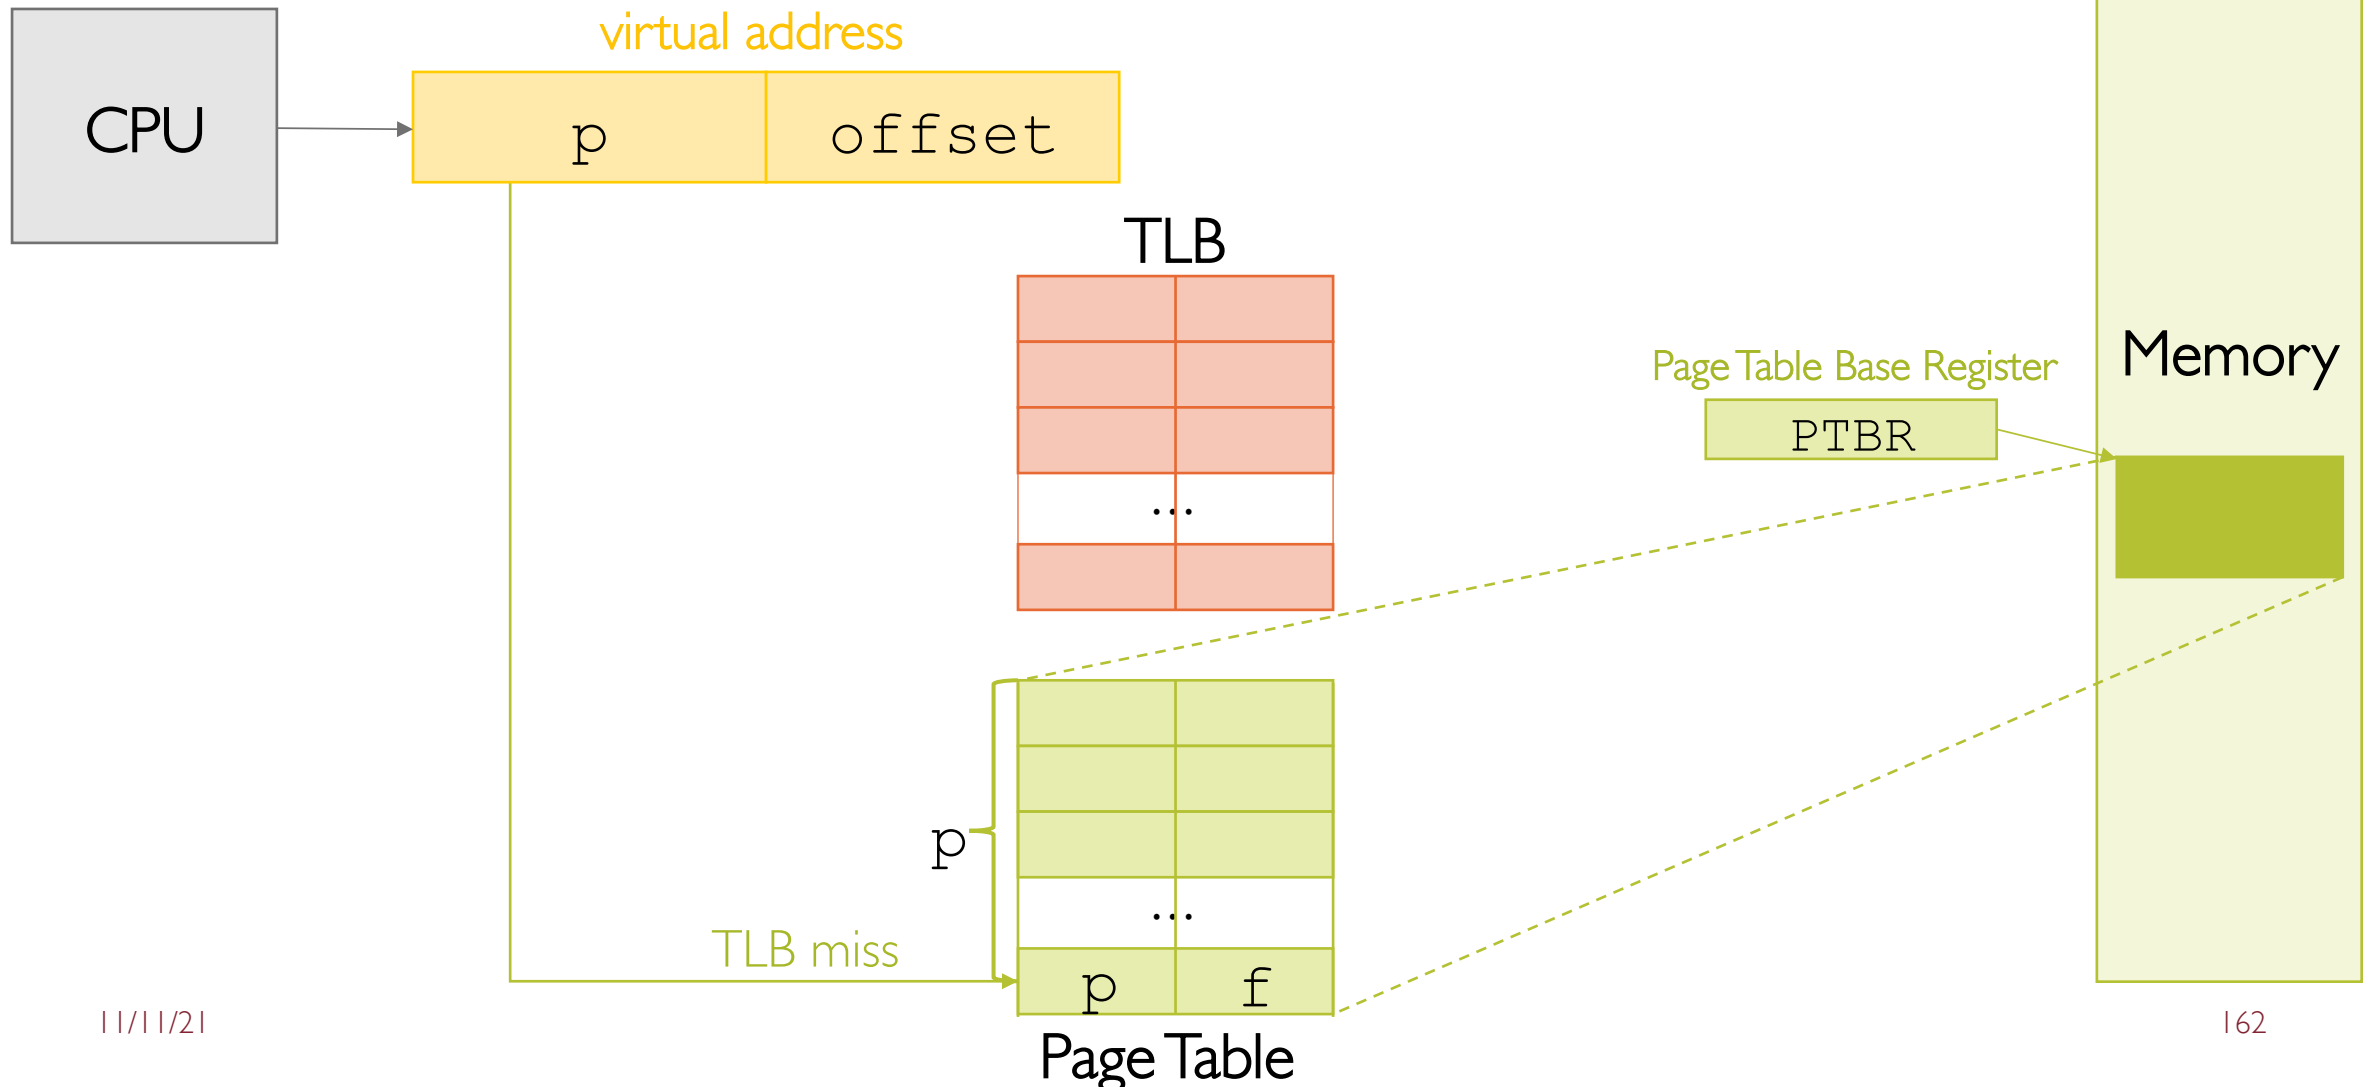 virtual address
CPU
p
offset
TLB
Memory
Page Table Base Register
PTBR
...
p
...
TLB miss
p
f
11/11/21
162
Page Table